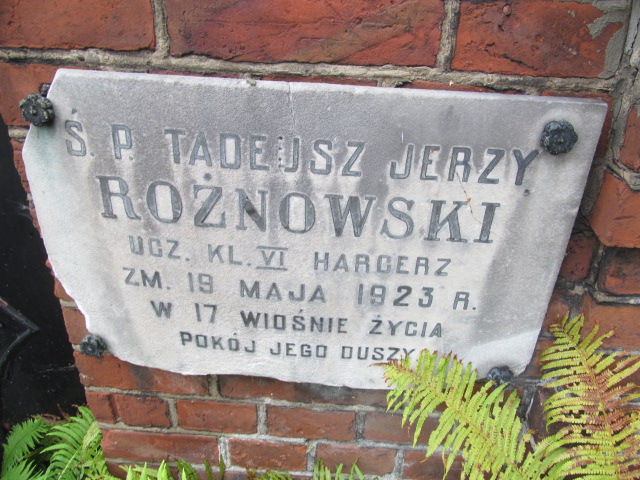 Ś. P. TADEUSZ JERZY
ROŻNOWSKI
UCZ. KL. VI HARCERZ
ZM. 19 MAJA 1923 R.
W 17 WIOŚNIE ŻYCIA
POKÓJ JEGO DUSZY